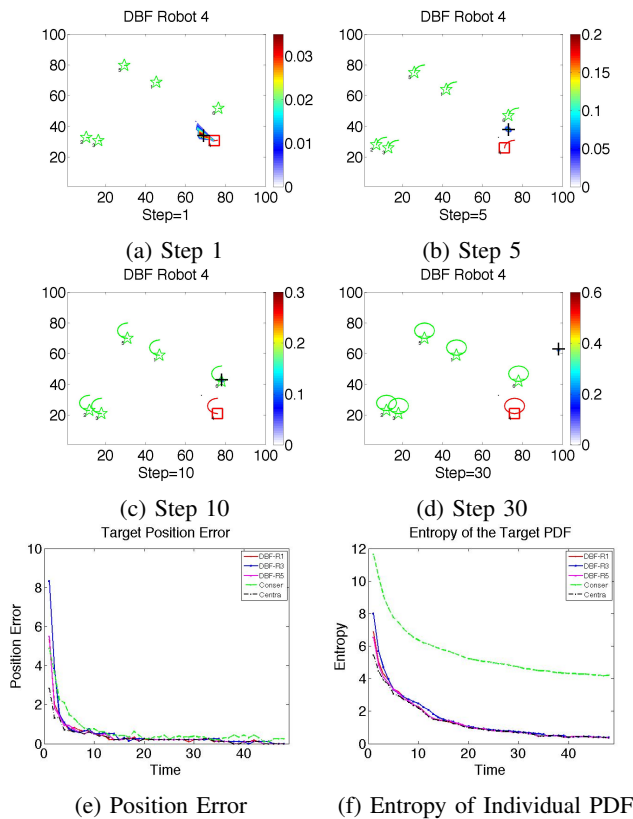 DBF Robot 4
100
80
60
40
20
0
20
40
60
80
100
0.03
0.02
0.01
0
Step=1
(a) Step 1
DBF Robot 4
100
80
60
40
20
0
20
40
60
80
100
0.2
0.15
0.1
0.05
0
Step=5
(b) Step 5
DBF Robot 4
100
80
60
40
20
0
20
40
60
80
100
0.3
0.2
0.1
0
Step=10
(c) Step 10
DBF Robot 4
100
80
60
40
20
0
20
40
60
80
100
0.6
0.4
0.2
0
Step=30
(d) Step 30
Target Position Error
10
8
6
4
2
0
Position Error
0
10
20
30
40
Time
DBF-R1
DBF-R3
DBF-R5
Conser
Centra
(e) Position Error
Entropy of the Target PDF
12
10
8
6
4
2
0
Entropy
0
10
20
30
40
Time
DBF-R1
DBF-R3
DBF-R5
Conser
Centra
(f) Entropy of Individual PDF